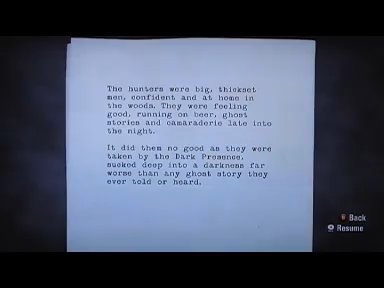 The hunters were big, thickset
men, confident and at home in
the woods. They were feeling
good, running on beer, ghost
stories and camaraderie late into
the night.
It did them no good as they were
taken by the Dark Presence,
sucked deep into a darkness far
worse than any ghost story they
ever told or heard.
Back
Resume